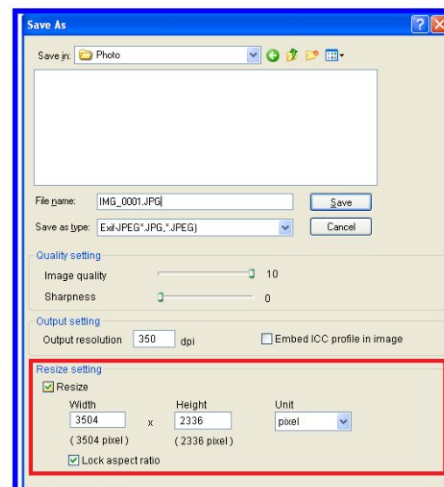 Save As
Save in: Photo
File name: IMG_0001.JPG Save
Save as type: Exif-JPEG*.JPG,*.JPEG) Cancel
Quality setting
Image quality 10
Sharpness 0
Output setting
Output resolution 350 dpi Embed ICC profile in image
Resize setting
Resize
Width Height Unit
3504 x 2336 pixel
( 3504 pixel ) ( 2336 pixel )
Lock aspect ratio